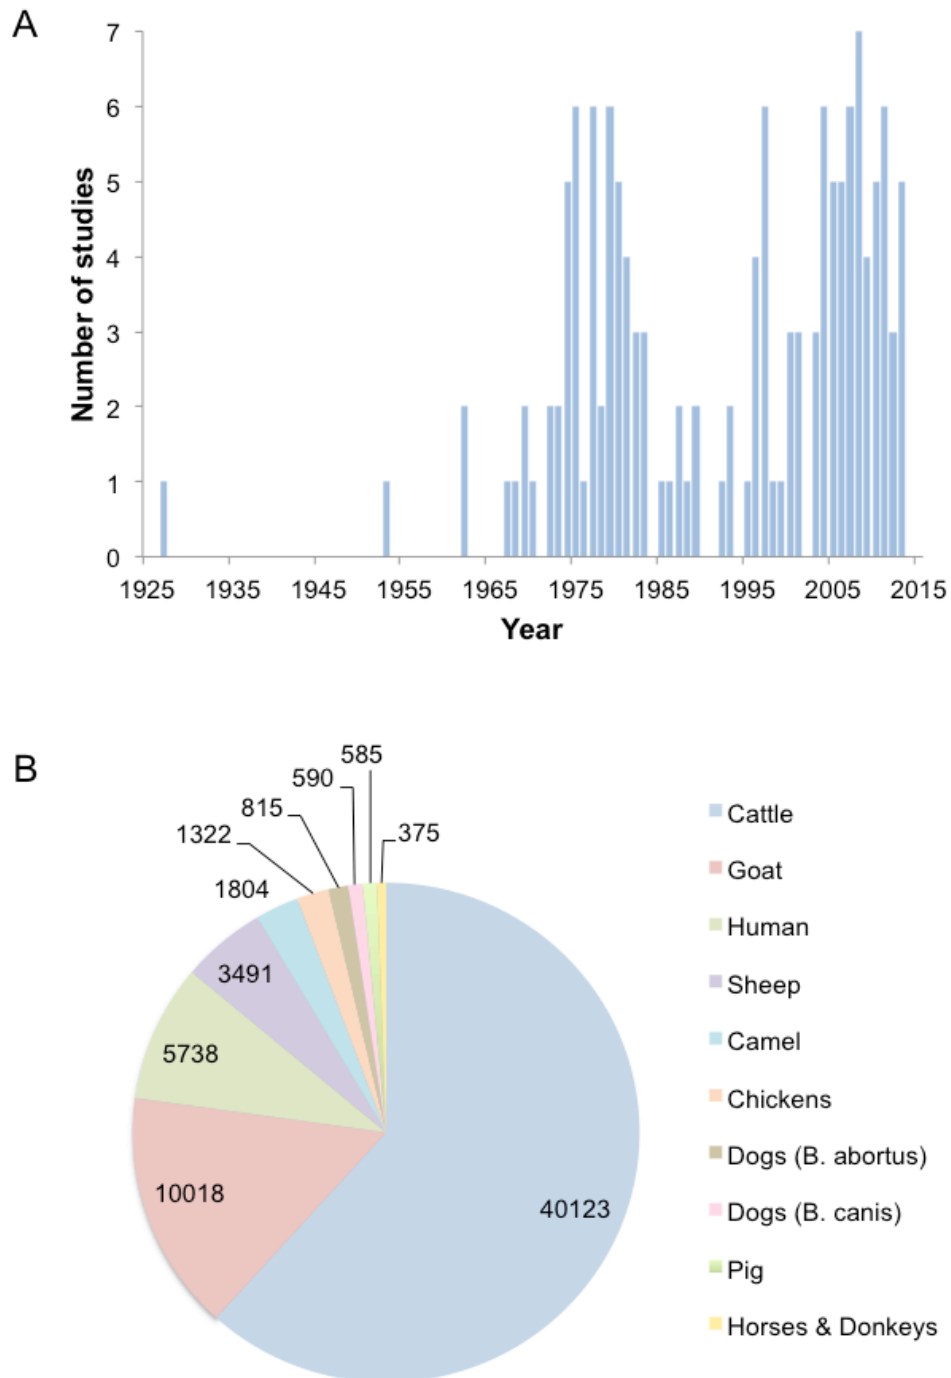 A
7
6
5
4
3
2
1
0
Number of studies
1925 1935 1945 1955 1965 1975 1985 1995 2005 2015
Year
B
585
590
815
375
1322
1804
3491
5738
10018
40123
Cattle
Goat
Human
Sheep
Camel
Chickens
Dogs (B. abortus)
Dogs (B. canis)
Pig
Horses & Donkeys